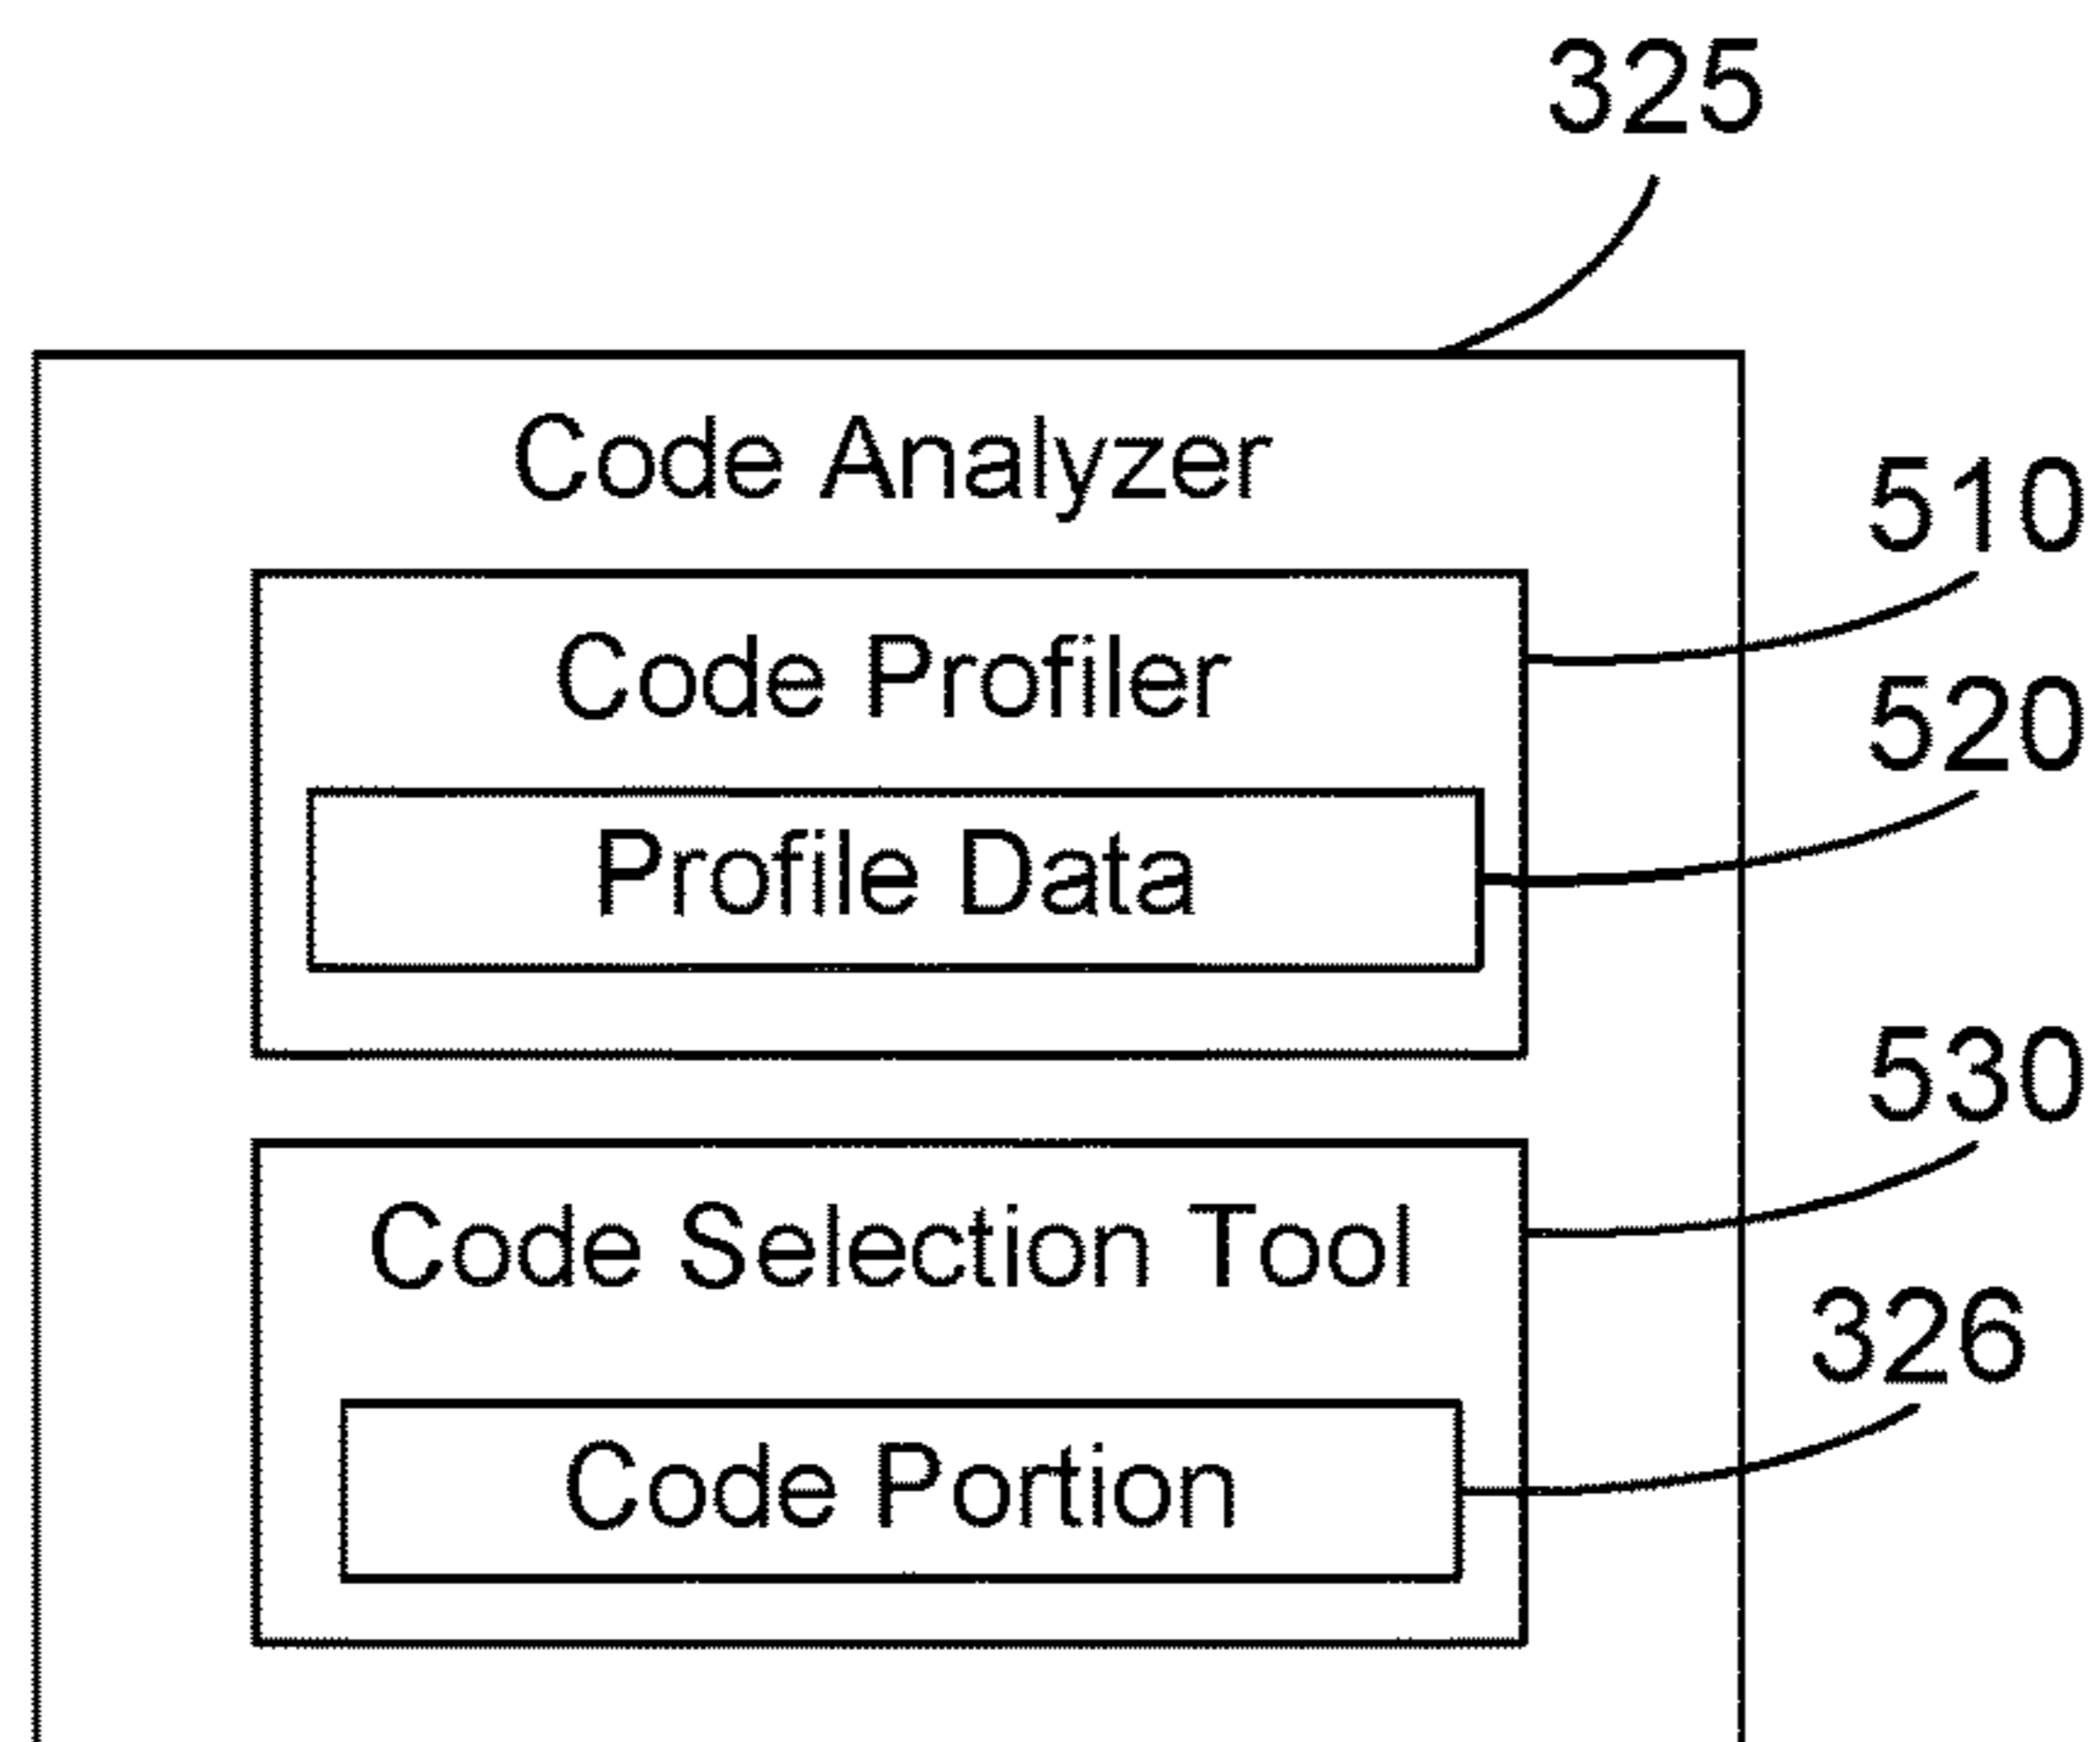 325
Code Analyzer
510
Code Profiler
520
Profile Data
530
Code Selection Tool
326
Code Portion